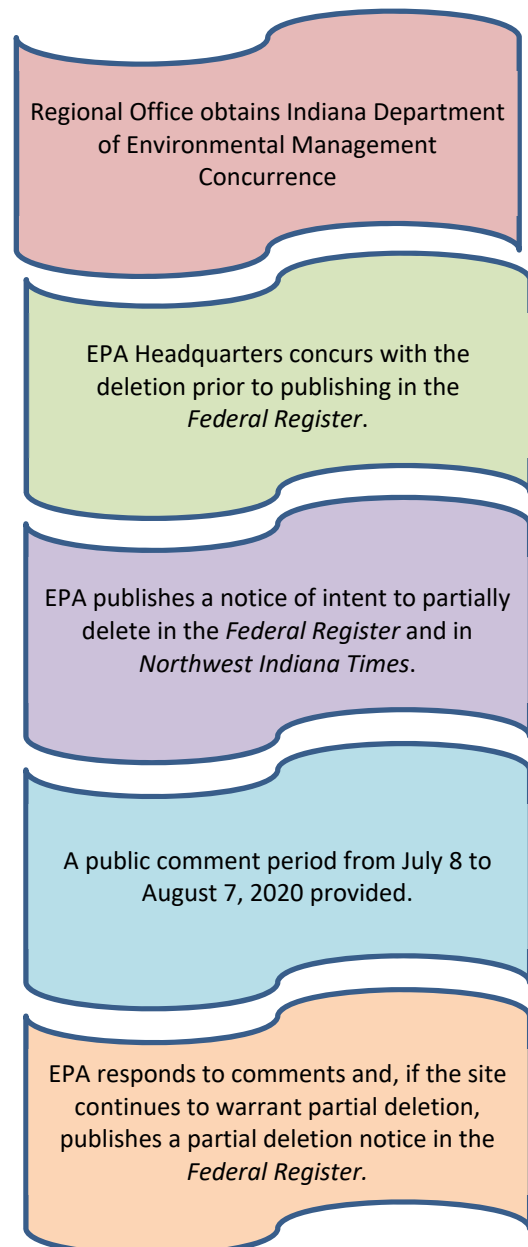 Regional Office obtains Indiana Department
of Environmental Management
Concurrence
EPA Headquarters concurs with the
deletion prior to publishing in the
Federal Register.
EPA publishes a notice of intent to partially
delete in the Federal Register and in
Northwest Indiana Times.
A public comment period from July 8 to
August 7, 2020 provided.
EPA responds to comments and, if the site
continues to warrant partial deletion,
publishes a partial deletion notice in the
Federal Register.